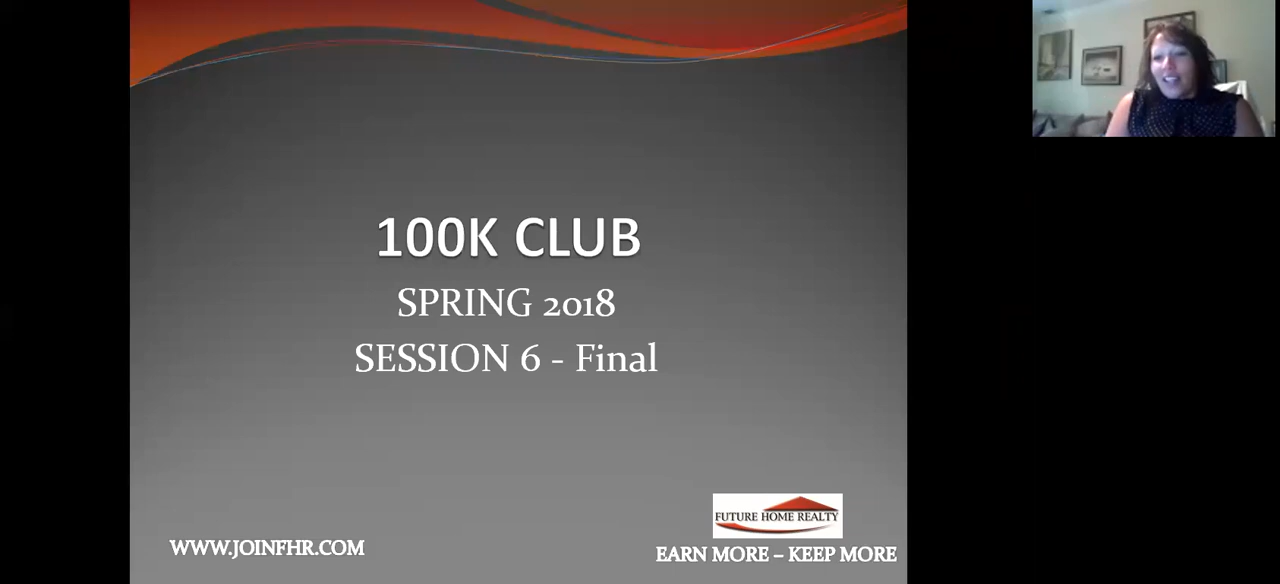 100K CLUB
SPRING 2018
SESSION 6 - Final
FUTURE HOME REALTY
WWW.JOINFHR.COM
EARN MORE – KEEP MORE